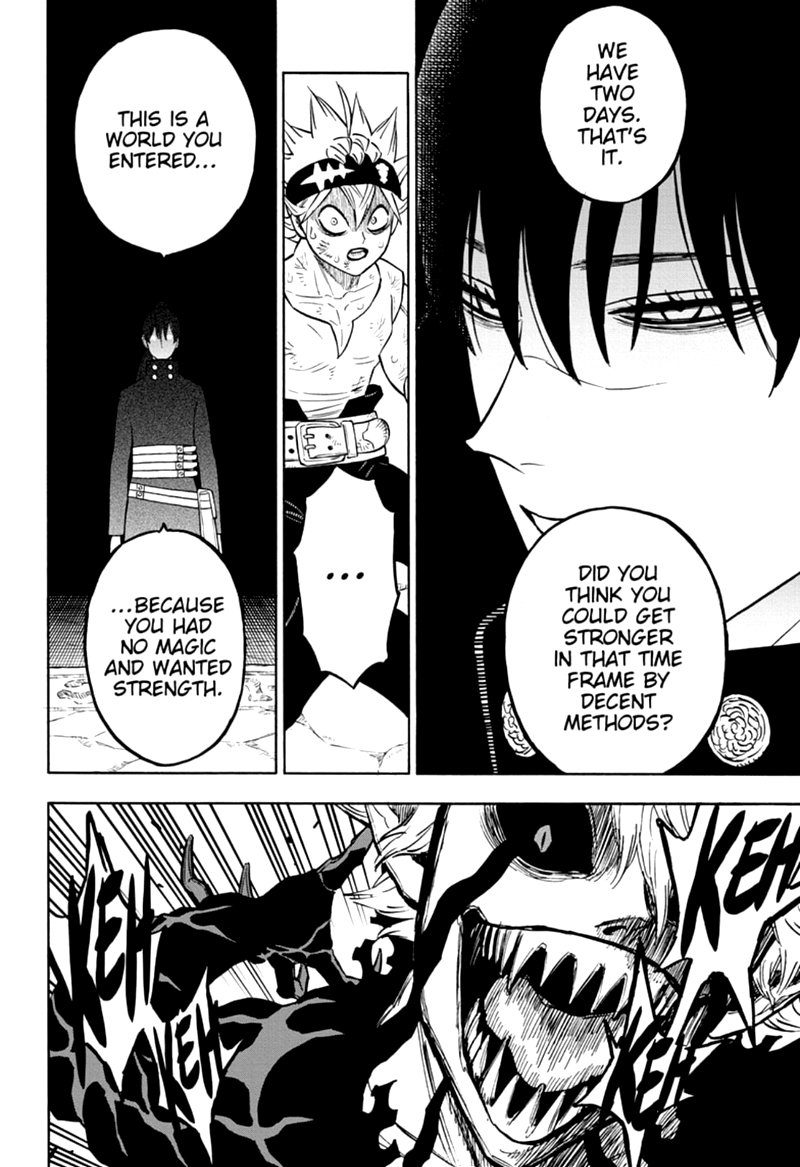 WE
HAVE
TWO
DAYS.
THAT'S
IT.
DID YOU
THINK YOU
COULD GET
STRONGER
IN THAT TIME
FRAME BY
DECENT
METHODS?
...
THIS IS A
WORLD YOU
ENTERED...
...BECAUSE
YOU HAD
NO MAGIC
AND WANTED
STRENGTH.
KEH
KEH
KEH
KEH